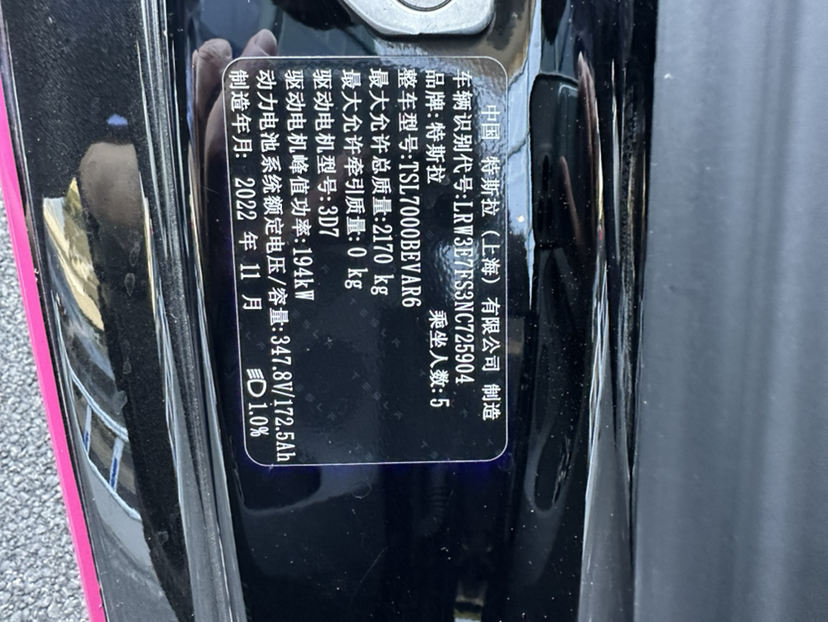 中国 特斯拉（上海）有限公司 制造
车辆识别代号:LRW3E7FS3NC725904
品牌:特斯拉 乘坐人数:5
整车型号:TSL7000BEVAR6
最大允许总质量:2170 kg
最大允许牵引质量:0 kg
驱动电机型号:3D7
驱动电机峰值功率:194kW
动力电池系统额定电压/容量:347.8V/172.5Ah
制造年月: 2022 年 11 月 1.0%